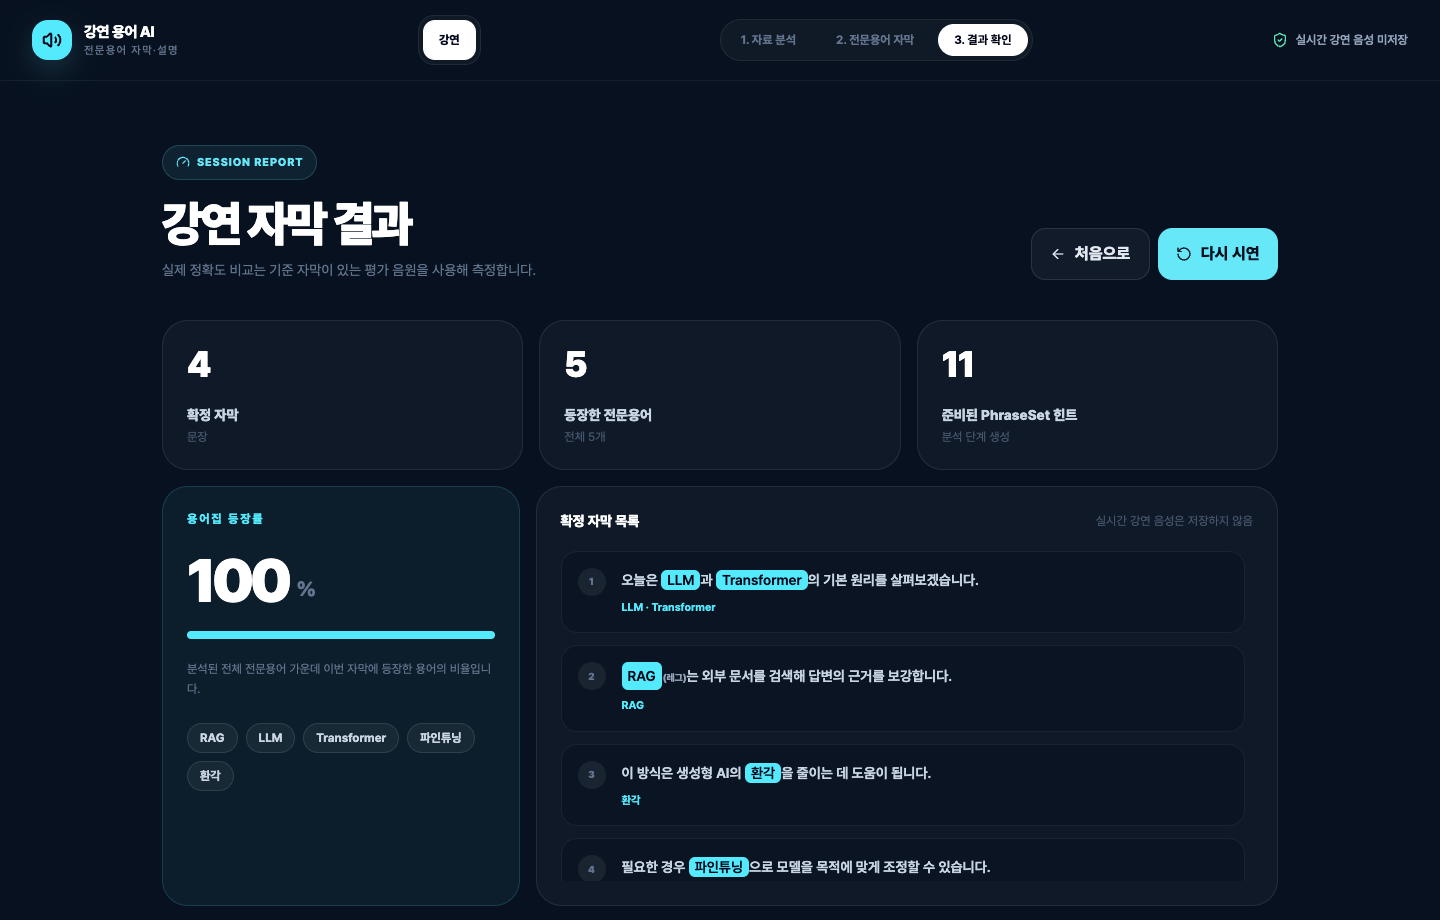 강연 용어 AI
전문용어 자막·설명
강연
1. 자료 분석
2. 전문용어 자막
3. 결과 확인
실시간 강연 음성 미저장
SESSION REPORT
강연 자막 결과
실제 정확도 비교는 기준 자막이 있는 평가 음원을 사용해 측정합니다.
처음으로
다시 시연
4
확정 자막
문장
5
등장한 전문용어
전체 5개
11
준비된 PhraseSet 힌트
분석 단계 생성
용어집 등장률
100 %
분석된 전체 전문용어 가운데 이번 자막에 등장한 용어의 비율입니
다.
RAG
LLM
Transformer
파인튜닝
환각
확정 자막 목록
실시간 강연 음성은 저장하지 않음
1
오늘은 LLM과 Transformer의 기본 원리를 살펴보겠습니다.
LLM · Transformer
2
RAG(레그)는 외부 문서를 검색해 답변의 근거를 보강합니다.
RAG
3
이 방식은 생성형 AI의 환각을 줄이는 데 도움이 됩니다.
환각
4
필요한 경우 파인튜닝으로 모델을 목적에 맞게 조정할 수 있습니다.